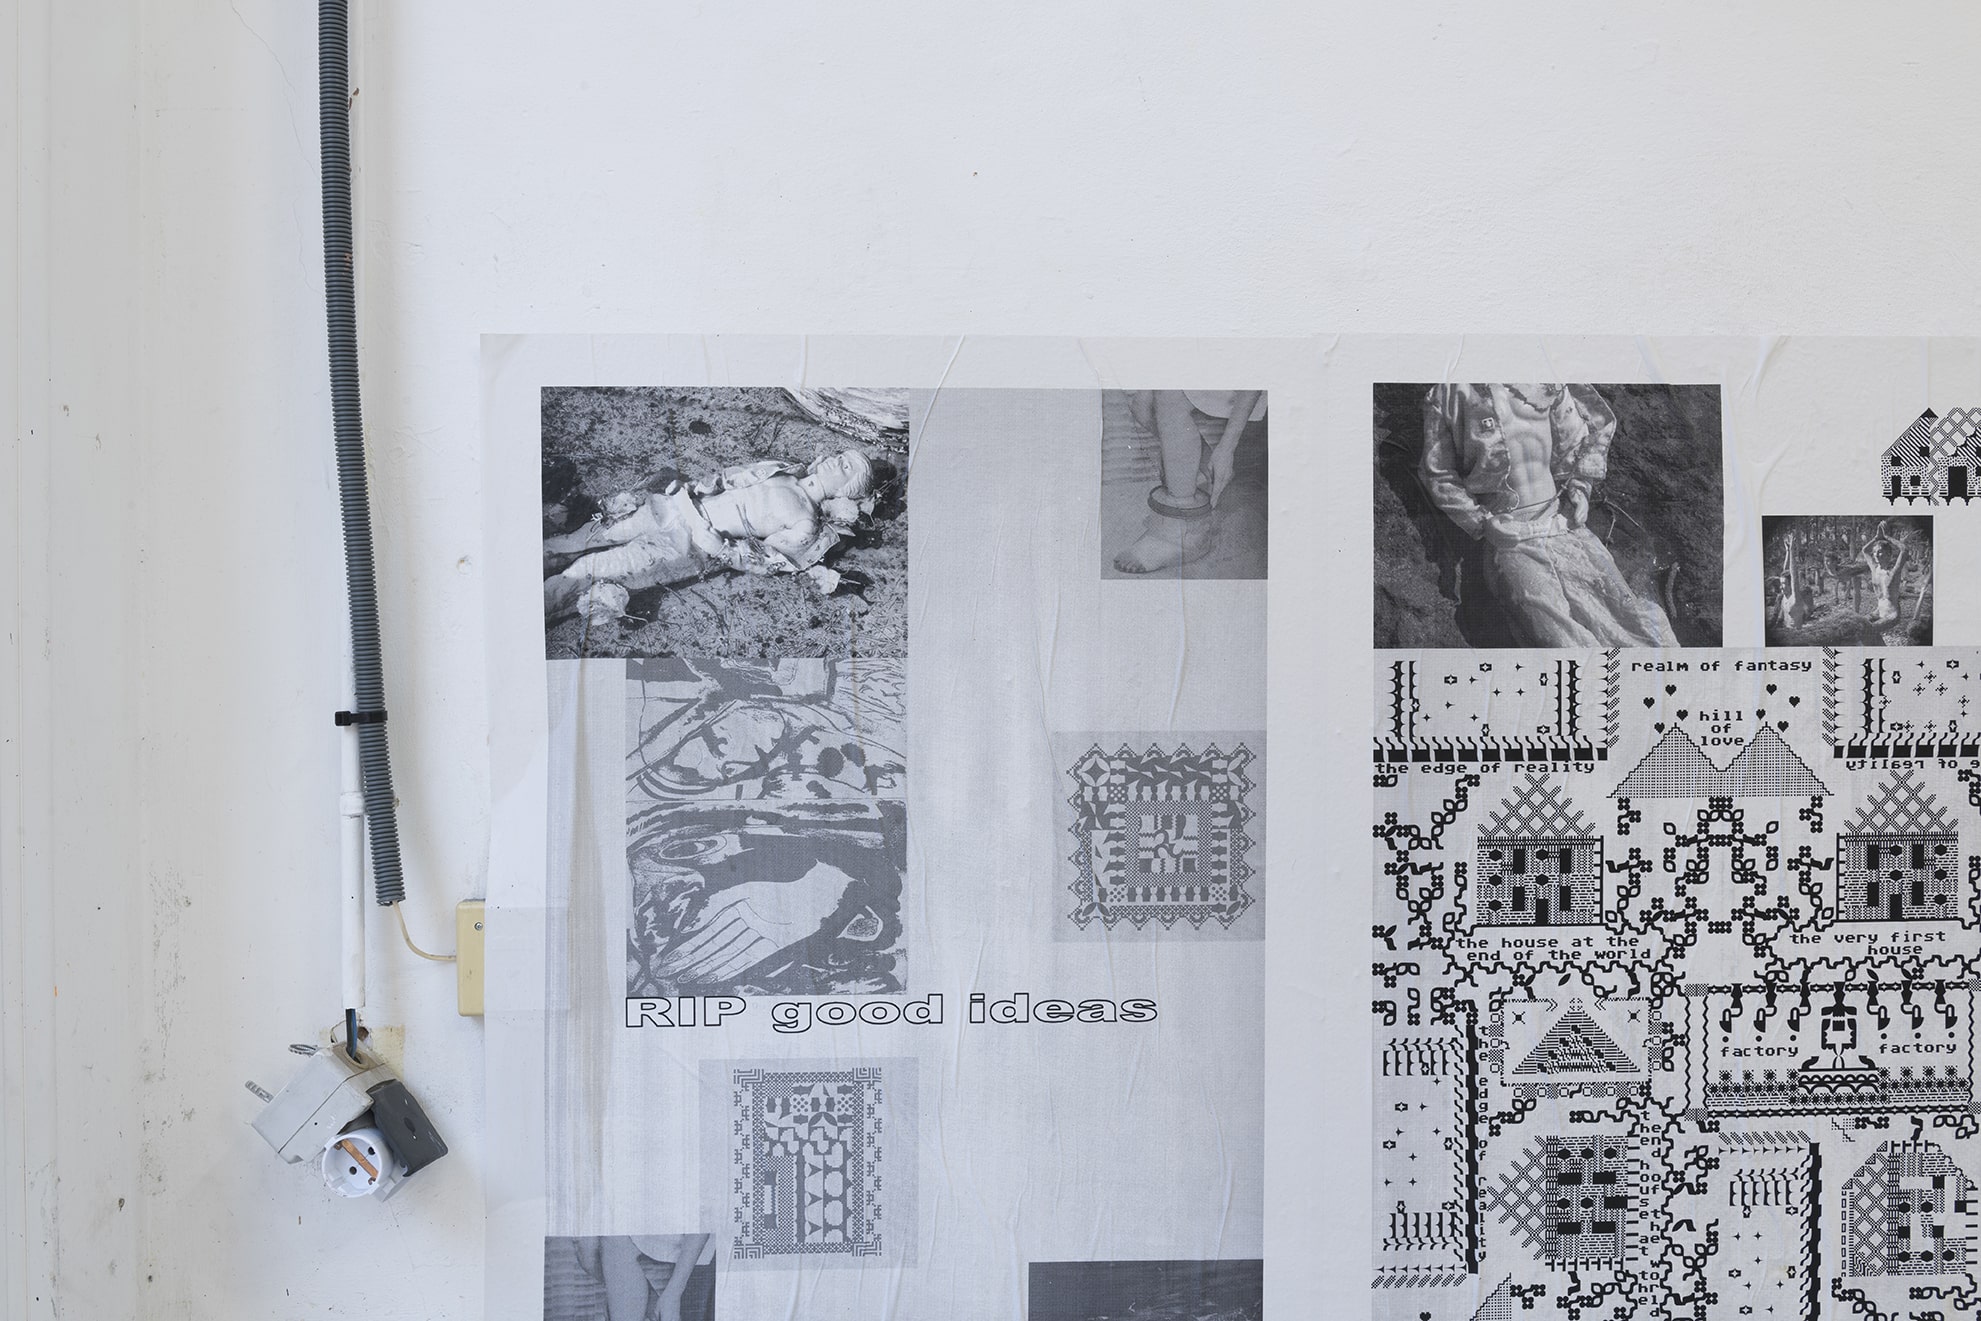 RIP good ideas
realm of fantasy
hill
of
love
the edge of reality
e of reality
the house at the
end of the world
the very first
house
factory
factory
the edge of reality
the house at the
end of the world